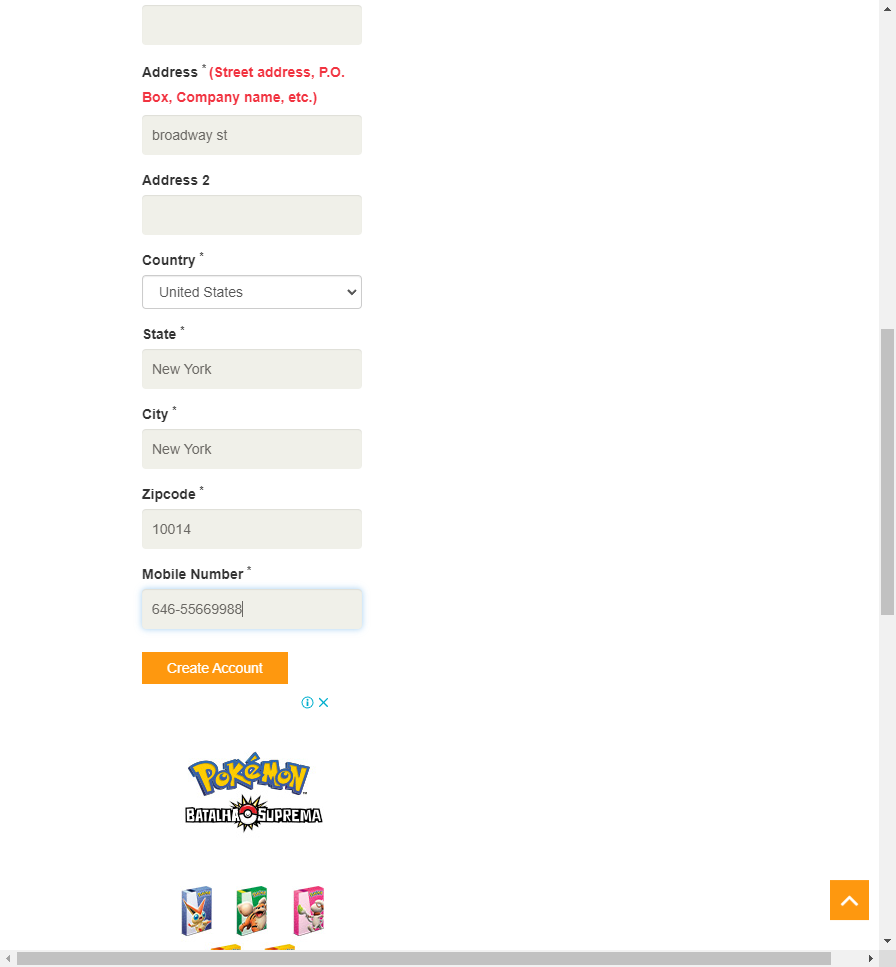 Address * (Street address, P.O.
Box, Company name, etc.)
broadway st
Address 2
Country *
United States
State *
New York
City *
New York
Zipcode *
10014
Mobile Number *
646-55669988
Create Account
POKÉMON
BATALHA SUPREMA